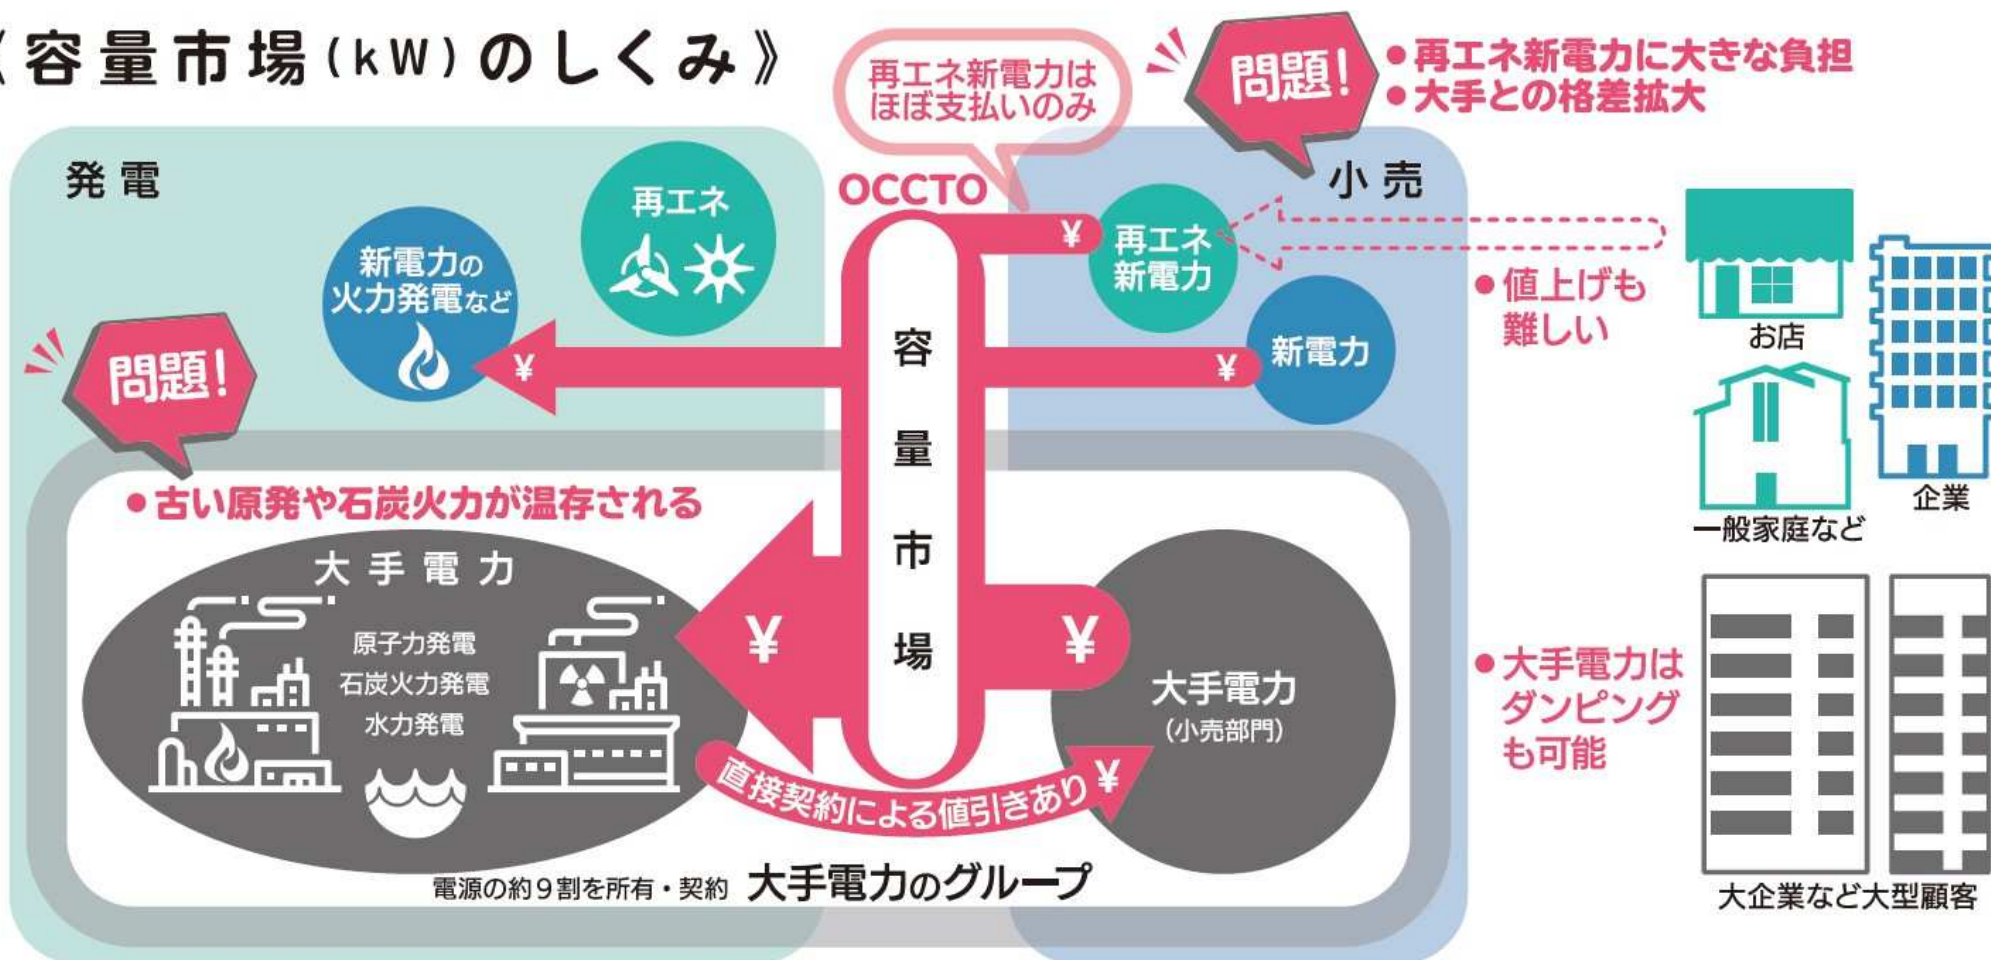 《容量市場(kW)のしくみ》
再エネ新電力は
ほぼ支払いのみ
問題!
●再エネ新電力に大きな負担
●大手との格差拡大
発電
小売
OCCTO
再エネ
新電力の
火力発電など
¥
再エネ
新電力
¥
新電力
¥
●値上げも
難しい
お店
企業
一般家庭など
問題!
●古い原発や石炭火力が温存される
大手電力
原子力発電
石炭火力発電
水力発電
¥
容量市場
¥
大手電力
(小売部門)
直接契約による値引きあり ¥
電源の約9割を所有・契約 大手電力のグループ
●大手電力は
ダンピング
も可能
大企業など大型顧客